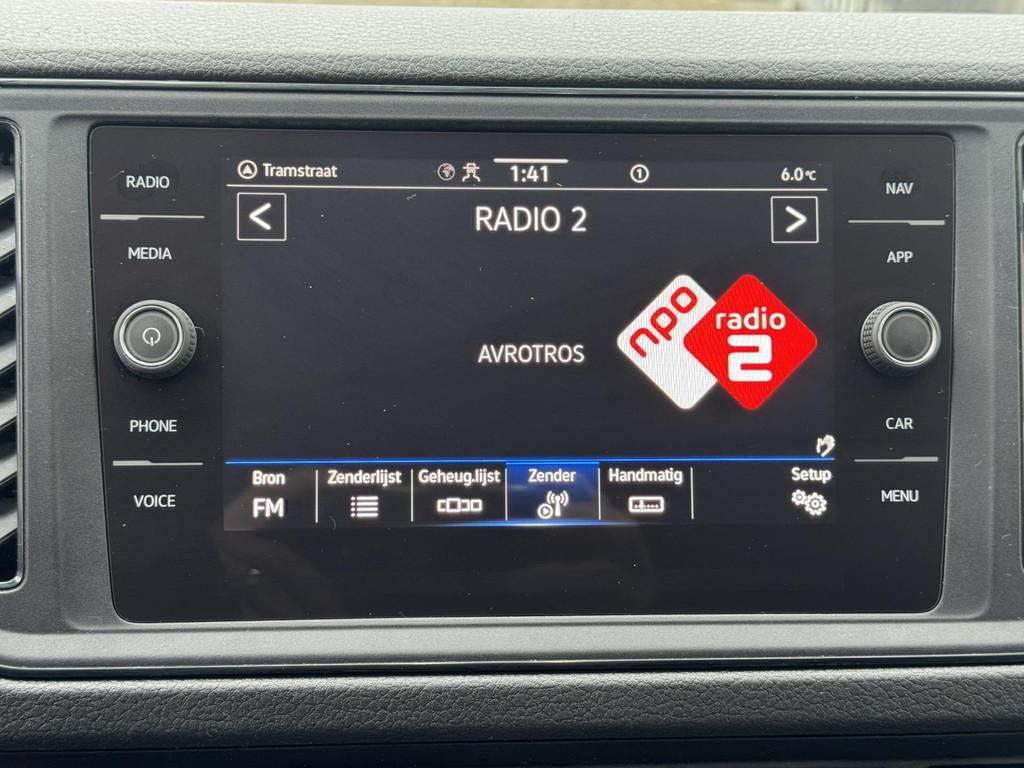 Tramstraat 1:41 1 6.0°C
RADIO
NAV
< RADIO 2 >
MEDIA
APP
npo radio 2
AVROTROS
PHONE
CAR
Bron Zenderlijst Geheug.lijst Zender Handmatig Setup
FM
VOICE
MENU